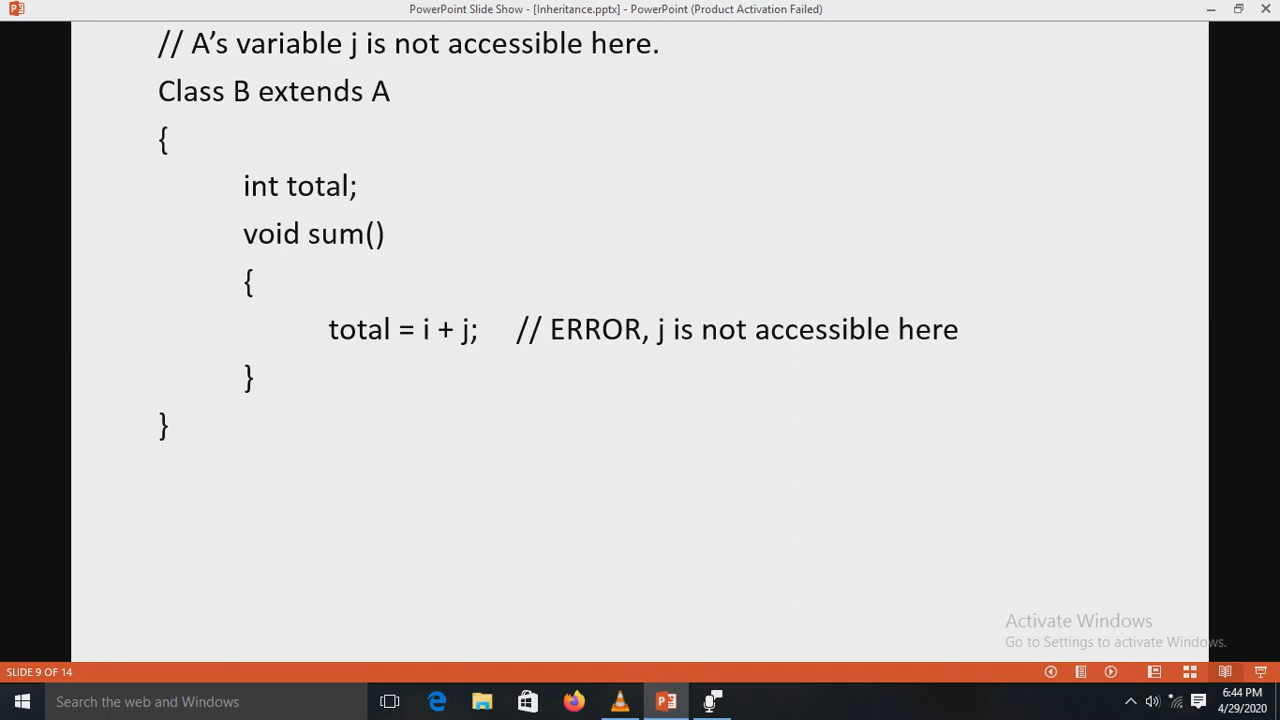 PowerPoint Slide Show - [Inheritance.pptx] - PowerPoint (Product Activation Failed)
// A’s variable j is not accessible here.
Class B extends A
{
int total;
void sum()
{
total = i + j; // ERROR, j is not accessible here
}
}
Activate Windows
Go to Settings to activate Windows.
SLIDE 9 OF 14
Search the web and Windows
6:44 PM
4/29/2020